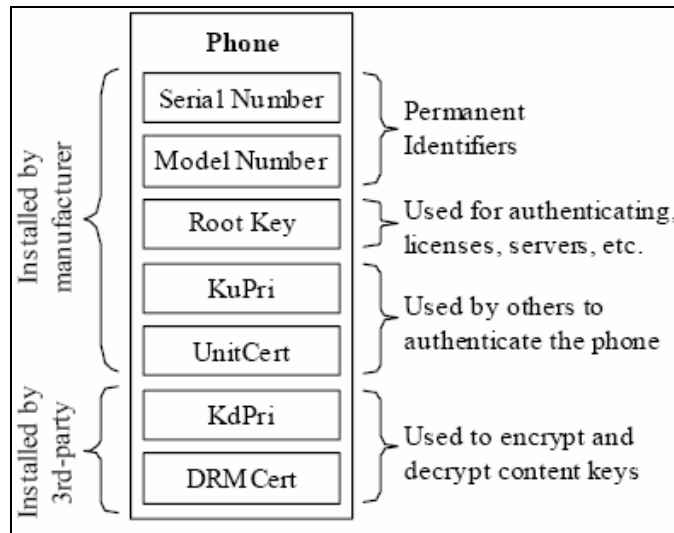 Phone
Installed by
manufacturer
Serial Number
Model Number
Permanent
Identifiers
Root Key
Used for authenticating,
licenses, servers, etc.
KuPri
UnitCert
Used by others to
authenticate the phone
Installed by
3rd-party
KdPri
DRM Cert
Used to encrypt and
decrypt content keys